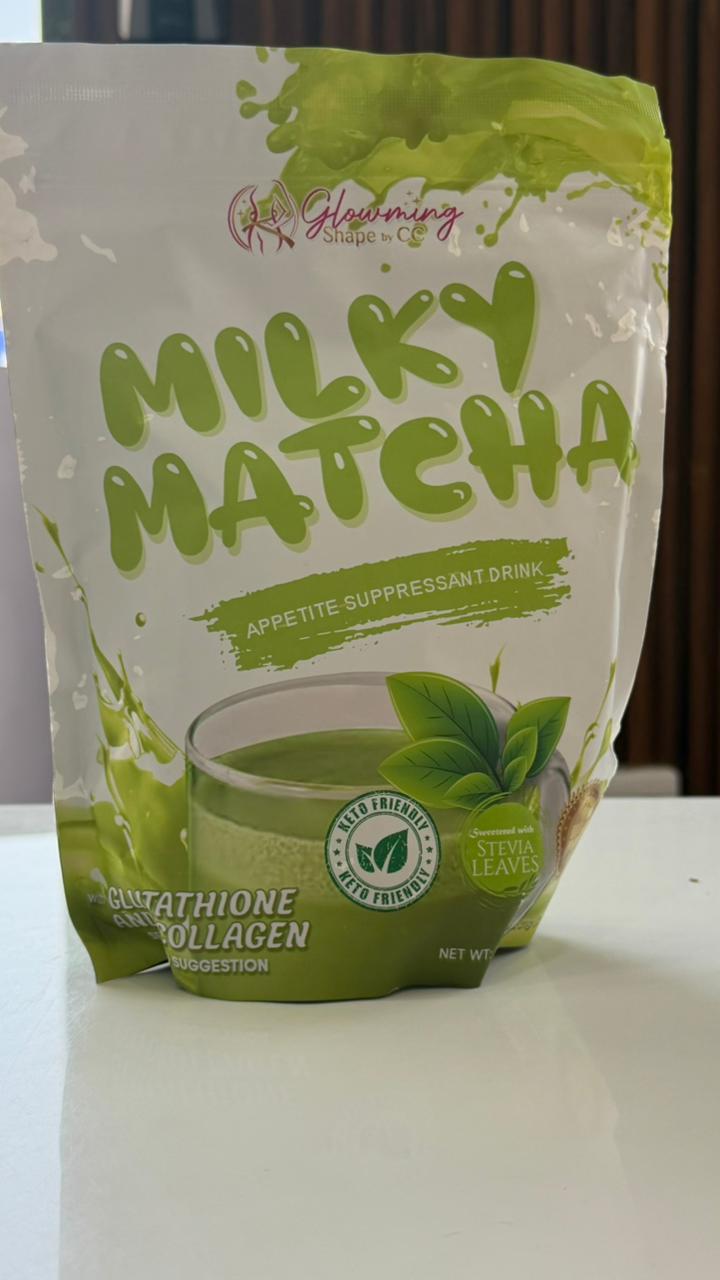 Glowming
Shape by CC
MILKY
MATCHA
APPETITE SUPPRESSANT DRINK
KETO FRIENDLY
KETO FRIENDLY
Sweetened with
STEVIA
LEAVES
GLUTATHIONE
AND COLLAGEN
SUGGESTION
NET WT